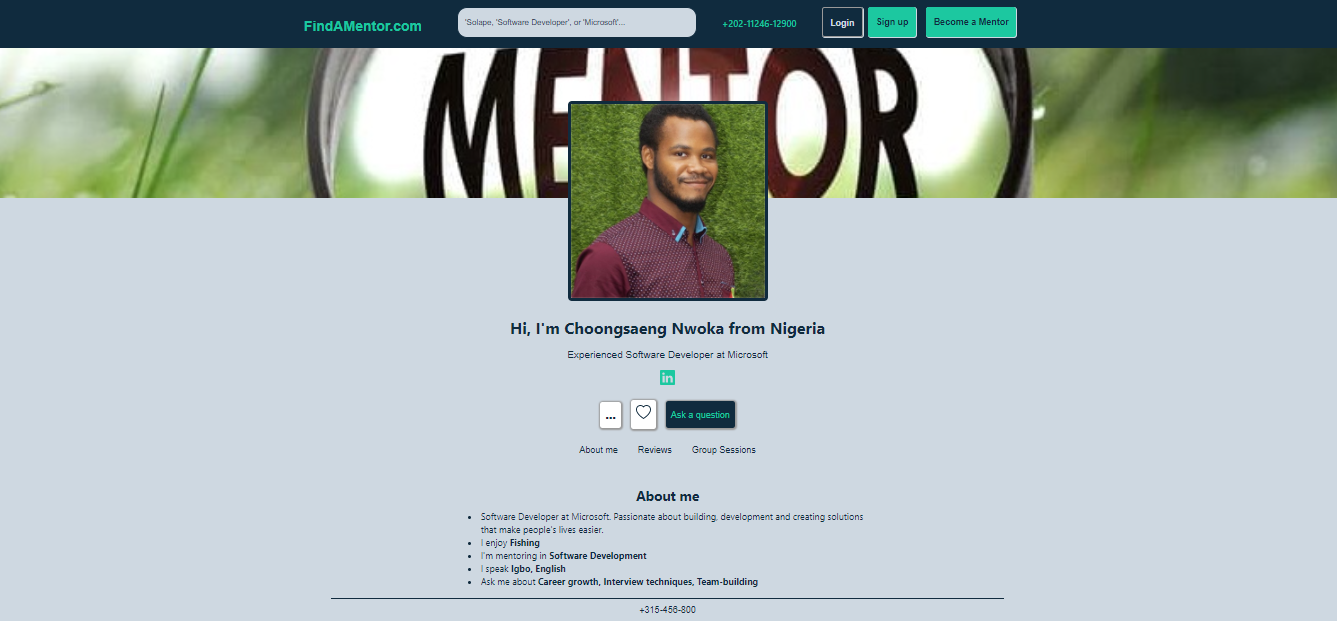 FindAMentor.com
'Solape, 'Software Developer', or 'Microsoft'...
+202-11246-12900
Login
Sign up
Become a Mentor
MENTOR
Hi, I'm Choongsaeng Nwoka from Nigeria
Experienced Software Developer at Microsoft
in
...
Ask a question
About me
Reviews
Group Sessions
About me
Software Developer at Microsoft. Passionate about building, development and creating solutions
that make people's lives easier.
I enjoy Fishing
I'm mentoring in Software Development
I speak Igbo, English
Ask me about Career growth, Interview techniques, Team-building
+315-456-800